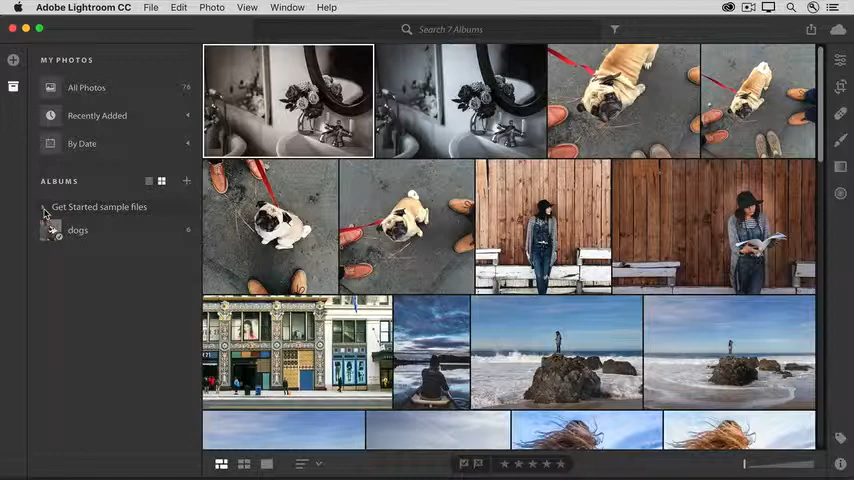 Adobe Lightroom CC File Edit Photo View Window Help
Search 7 Albums
MY PHOTOS
All Photos 76
Recently Added
By Date
ALBUMS
Get Started sample files
dogs 6